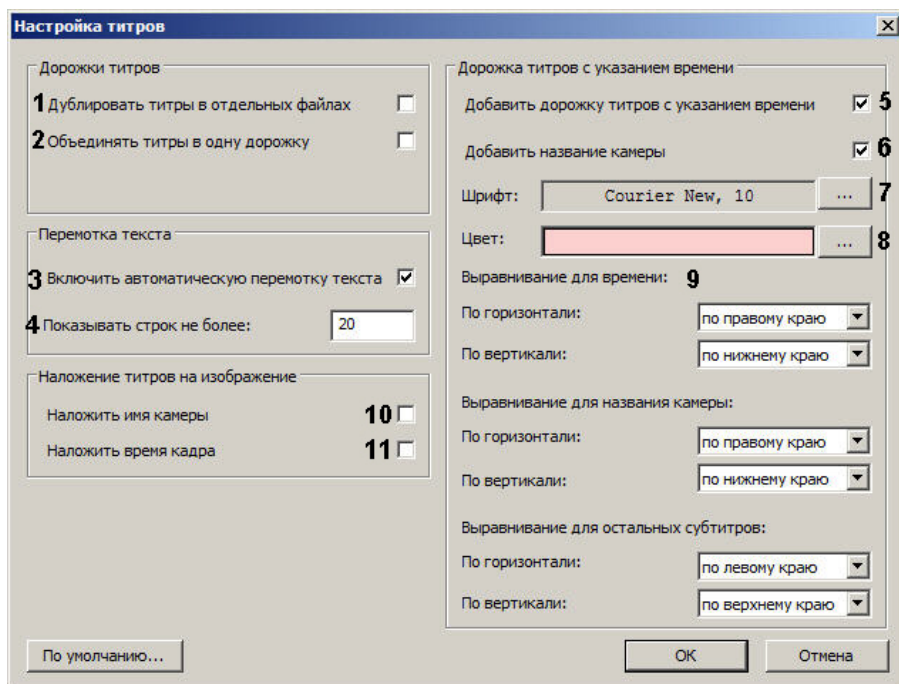 Настройка титров
Дорожки титров
1 Дублировать титры в отдельных файлах
2 Объединять титры в одну дорожку
Перемотка текста
3 Включить автоматическую перемотку текста
4 Показывать строк не более: 20
Наложение титров на изображение
Наложить имя камеры 10
Наложить время кадра 11
Дорожка титров с указанием времени
Добавить дорожку титров с указанием времени 5
Добавить название камеры 6
Шрифт: Courier New, 10 ... 7
Цвет: ... 8
Выравнивание для времени: 9
По горизонтали: по правому краю
По вертикали: по нижнему краю
Выравнивание для названия камеры:
По горизонтали: по правому краю
По вертикали: по нижнему краю
Выравнивание для остальных субтитров:
По горизонтали: по левому краю
По вертикали: по верхнему краю
По умолчанию... OK Отмена